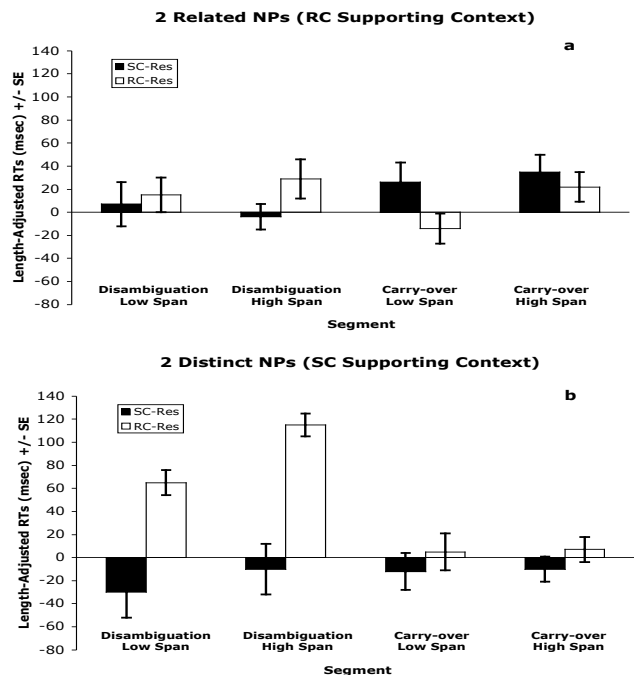 2 Related NPs (RC Supporting Context)
a
SC-Res
RC-Res
Length-Adjusted RTs (msec) +/- SE
140
120
100
80
60
40
20
0
-20
-40
-60
-80
Disambiguation Disambiguation Carry-over Carry-over
Low Span High Span Low Span High Span
Segment
2 Distinct NPs (SC Supporting Context)
b
SC-Res
RC-Res
Length-Adjusted RTs (msec) +/- SE
140
120
100
80
60
40
20
0
-20
-40
-60
-80
Disambiguation Disambiguation Carry-over Carry-over
Low Span High Span Low Span High Span
Segment